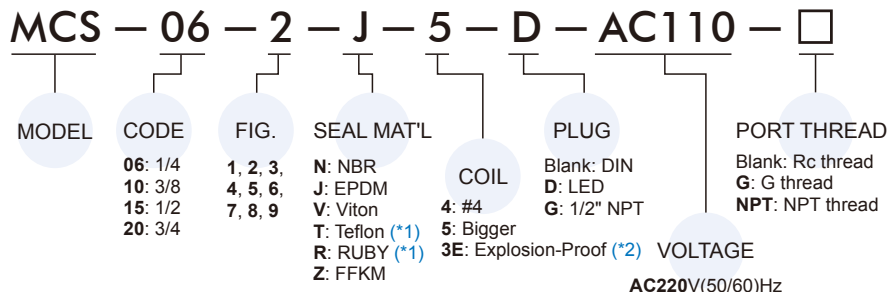 MCS – 06 – 2 – J – 5 – D – AC110 – □
MODEL
CODE
06: 1/4
10: 3/8
15: 1/2
20: 3/4
FIG.
1, 2, 3,
4, 5, 6,
7, 8, 9
SEAL MAT'L
N: NBR
J: EPDM
V: Viton
T: Teflon (*1)
R: RUBY (*1)
Z: FFKM
COIL
4: #4
5: Bigger
3E: Explosion-Proof (*2)
PLUG
Blank: DIN
D: LED
G: 1/2" NPT
VOLTAGE
AC220V(50/60)Hz
PORT THREAD
Blank: Rc thread
G: G thread
NPT: NPT thread